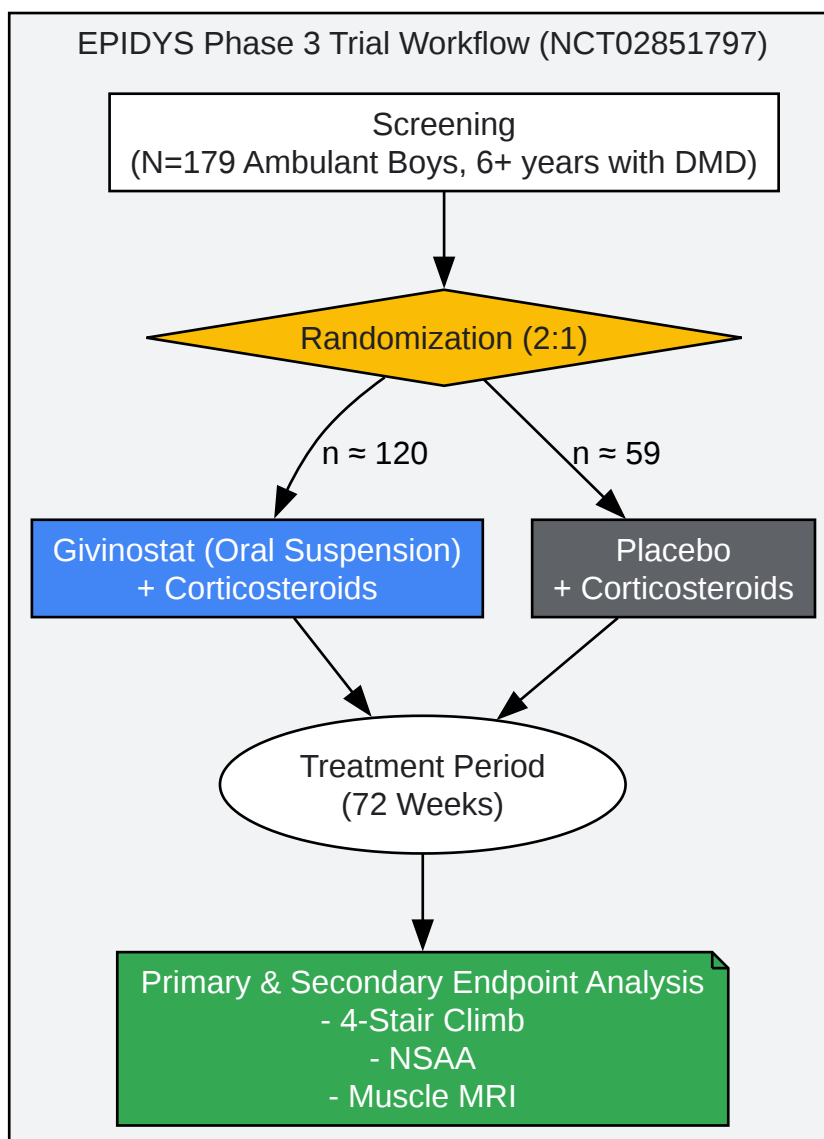 EPIDYS Phase 3 Trial Workflow (NCT02851797)
Screening
(N=179 Ambulant Boys, 6+ years with DMD)
Randomization (2:1)
n ≈ 120
n ≈ 59
Givinostat (Oral Suspension)
+ Corticosteroids
Placebo
+ Corticosteroids
Treatment Period
(72 Weeks)
Primary & Secondary Endpoint Analysis
- 4-Stair Climb
- NSAA
- Muscle MRI